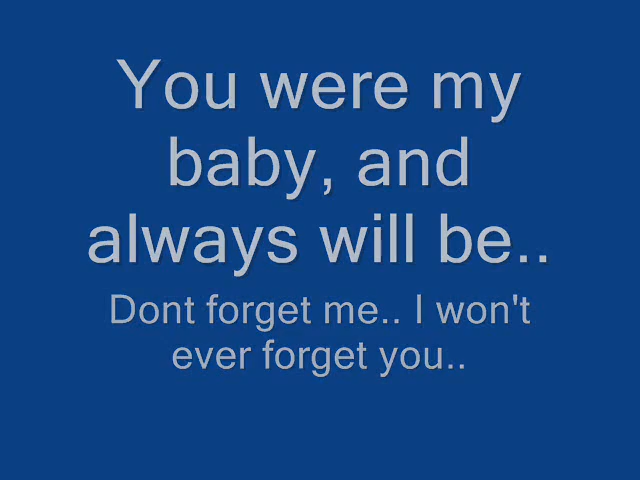 You were my
baby, and
always will be..
Dont forget me.. I won't
ever forget you..